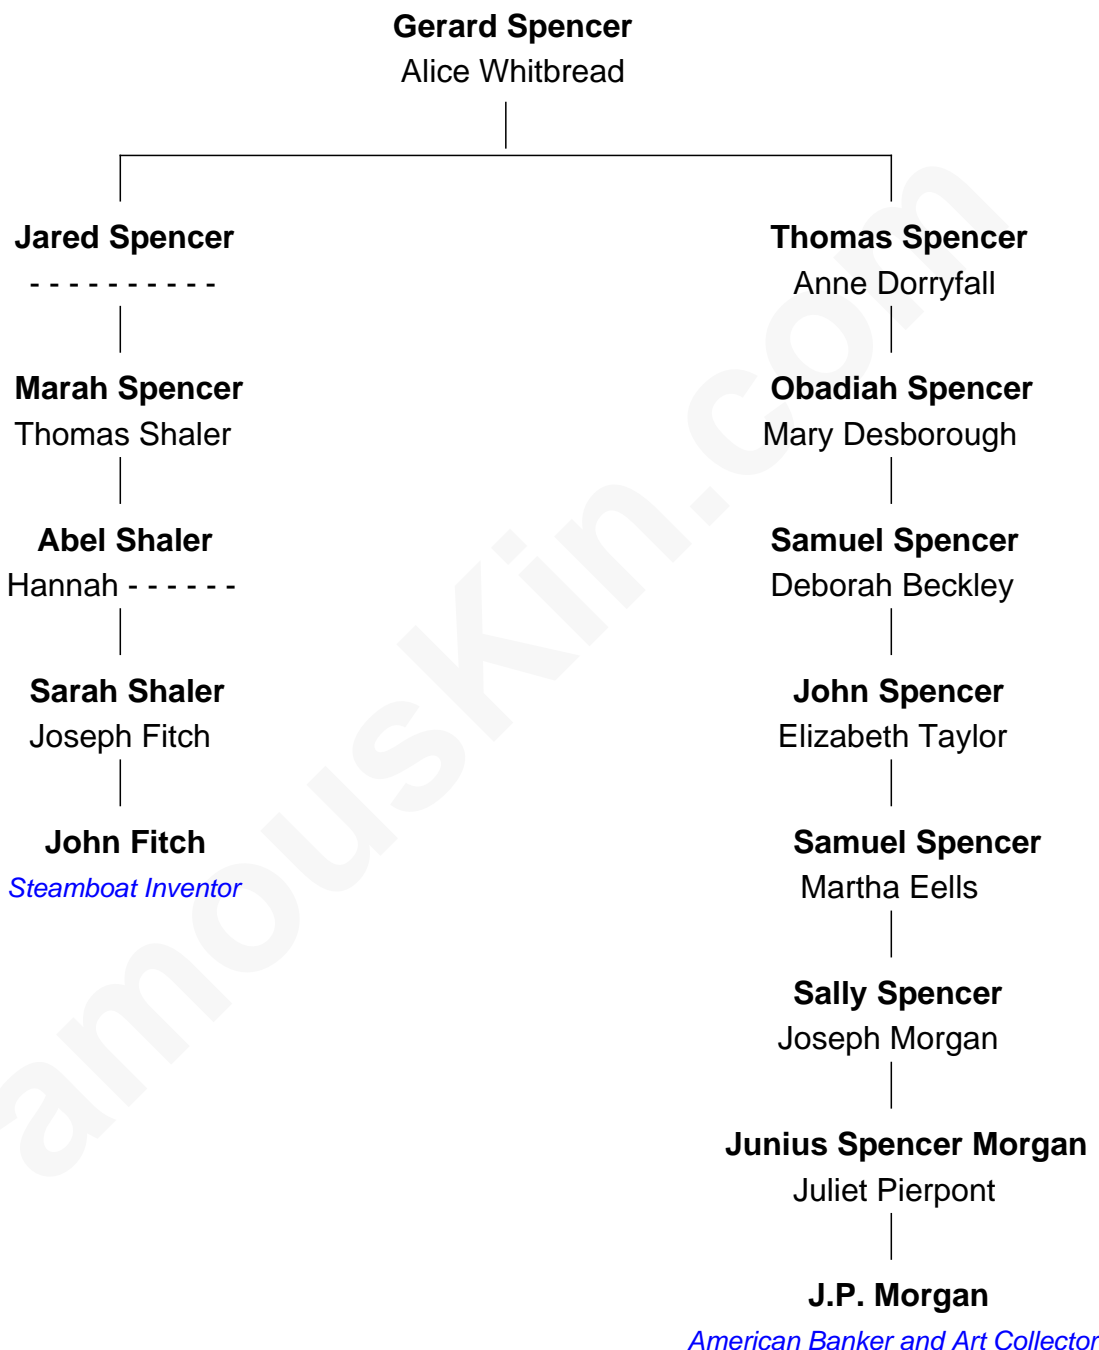 Gerard Spencer
Alice Whitbread
Jared Spencer
- - - - - - - - - -
Marah Spencer
Thomas Shaler
Abel Shaler
Hannah - - - - - -
Sarah Shaler
Joseph Fitch
John Fitch
Steamboat Inventor
Thomas Spencer
Anne Dorryfall
Obadiah Spencer
Mary Desborough
Samuel Spencer
Deborah Beckley
John Spencer
Elizabeth Taylor
Samuel Spencer
Martha Eells
Sally Spencer
Joseph Morgan
Junius Spencer Morgan
Juliet Pierpont
J.P. Morgan
American Banker and Art Collector
amouskin.com